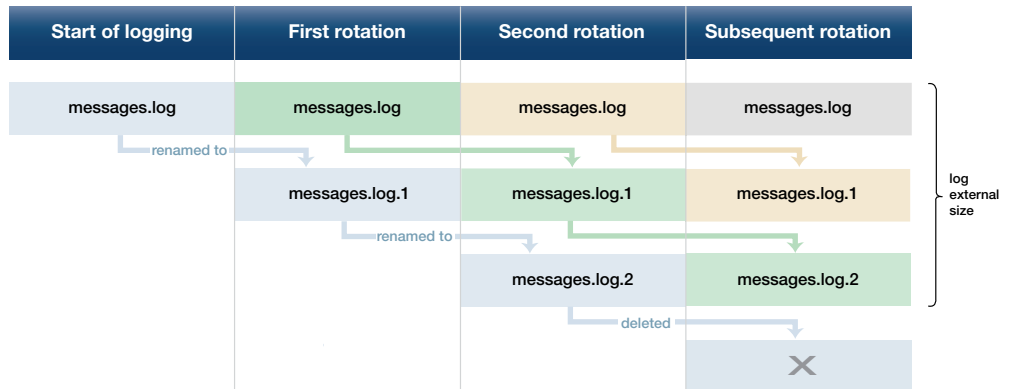 Start of logging
First rotation
Second rotation
Subsequent rotation
messages.log
messages.log
messages.log
messages.log
renamed to
messages.log.1
messages.log.1
messages.log.1
log
external
size
renamed to
messages.log.2
messages.log.2
deleted
X